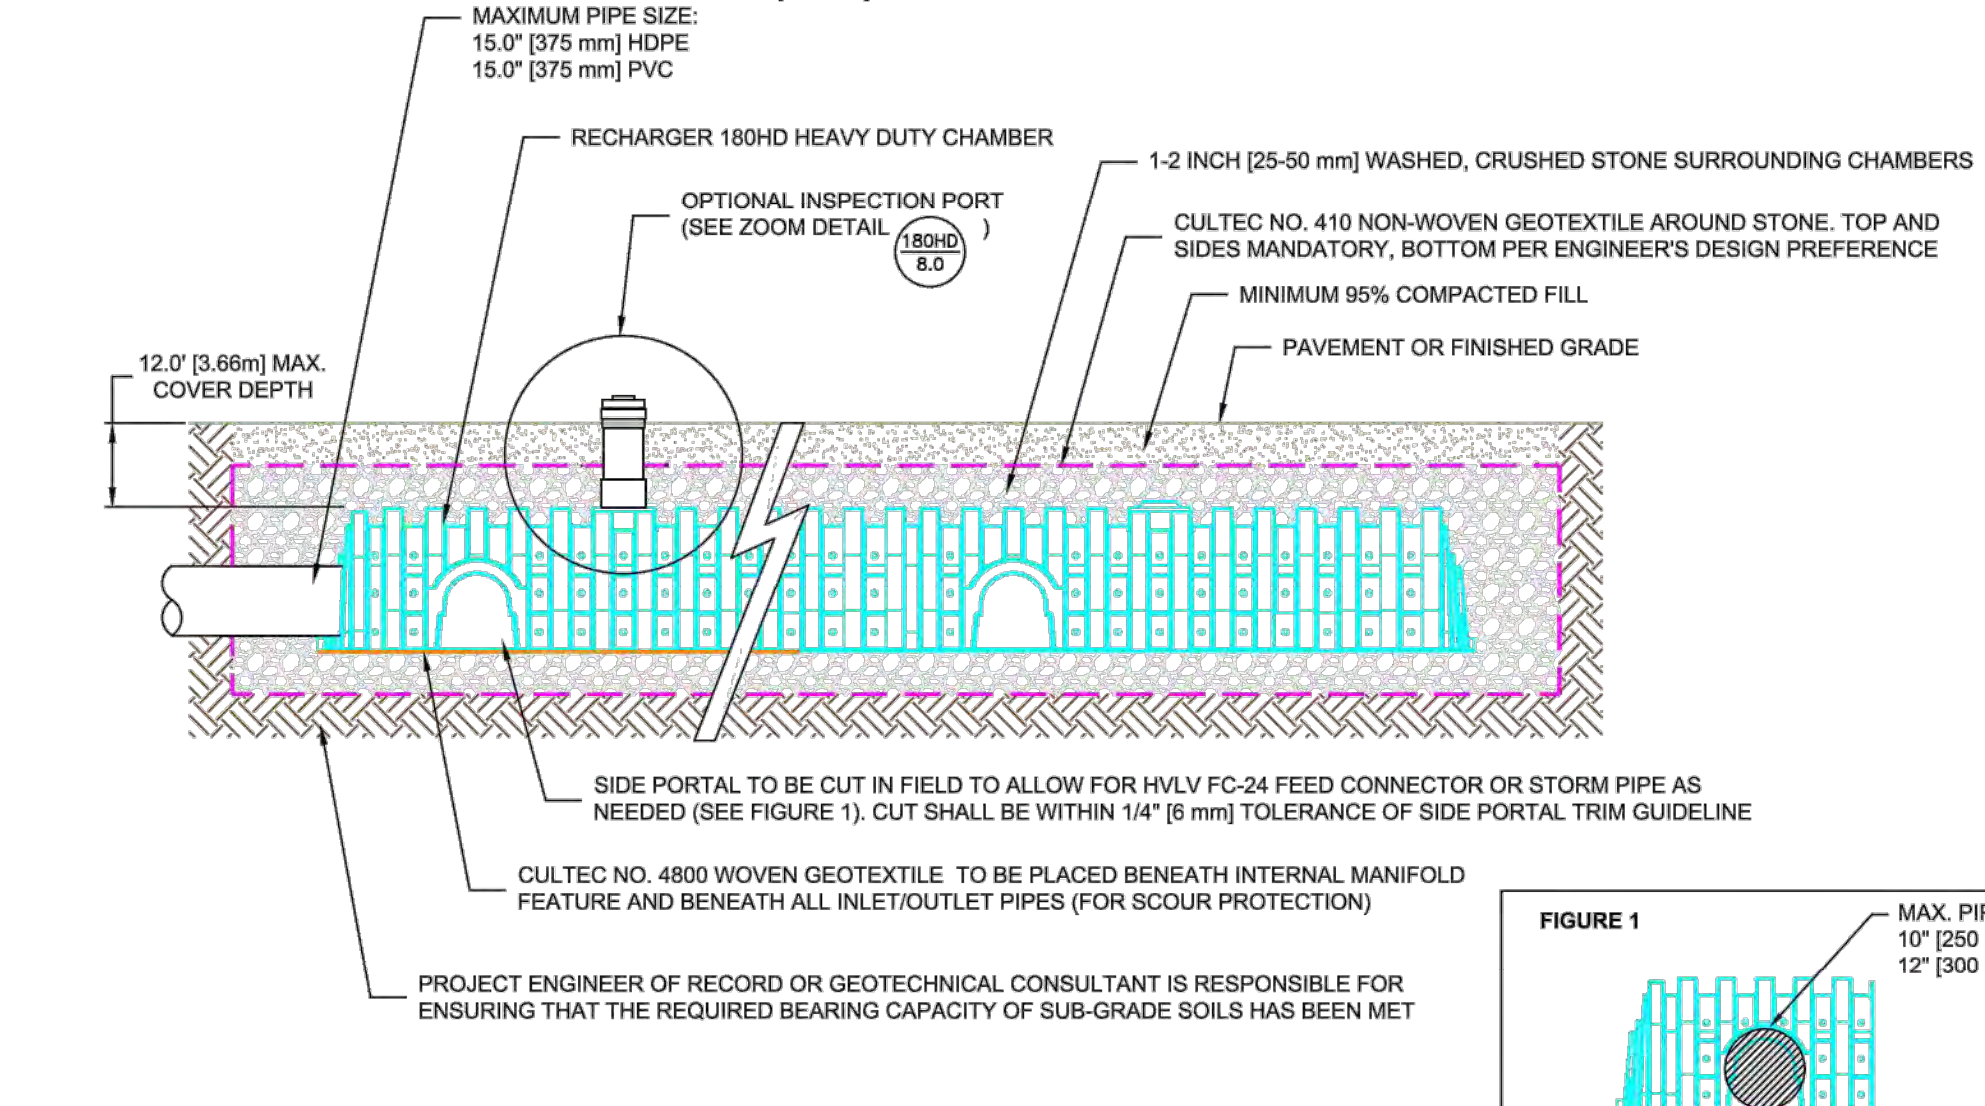 MAXIMUM PIPE SIZE:
15.0" [375 mm] HDPE
15.0" [375 mm] PVC
RECHARGER 180HD HEAVY DUTY CHAMBER
1-2 INCH [25-50 mm] WASHED, CRUSHED STONE SURROUNDING CHAMBERS
OPTIONAL INSPECTION PORT
(SEE ZOOM DETAIL 180HD )
8.0
CULTEC NO. 410 NON-WOVEN GEOTEXTILE AROUND STONE. TOP AND
SIDES MANDATORY, BOTTOM PER ENGINEER'S DESIGN PREFERENCE
MINIMUM 95% COMPACTED FILL
PAVEMENT OR FINISHED GRADE
12.0' [3.66m] MAX.
COVER DEPTH
SIDE PORTAL TO BE CUT IN FIELD TO ALLOW FOR HVLV FC-24 FEED CONNECTOR OR STORM PIPE AS
NEEDED (SEE FIGURE 1). CUT SHALL BE WITHIN 1/4" [6 mm] TOLERANCE OF SIDE PORTAL TRIM GUIDELINE
CULTEC NO. 4800 WOVEN GEOTEXTILE TO BE PLACED BENEATH INTERNAL MANIFOLD
FEATURE AND BENEATH ALL INLET/OUTLET PIPES (FOR SCOUR PROTECTION)
PROJECT ENGINEER OF RECORD OR GEOTECHNICAL CONSULTANT IS RESPONSIBLE FOR
ENSURING THAT THE REQUIRED BEARING CAPACITY OF SUB-GRADE SOILS HAS BEEN MET
FIGURE 1
MAX.
10" [250
12" [300